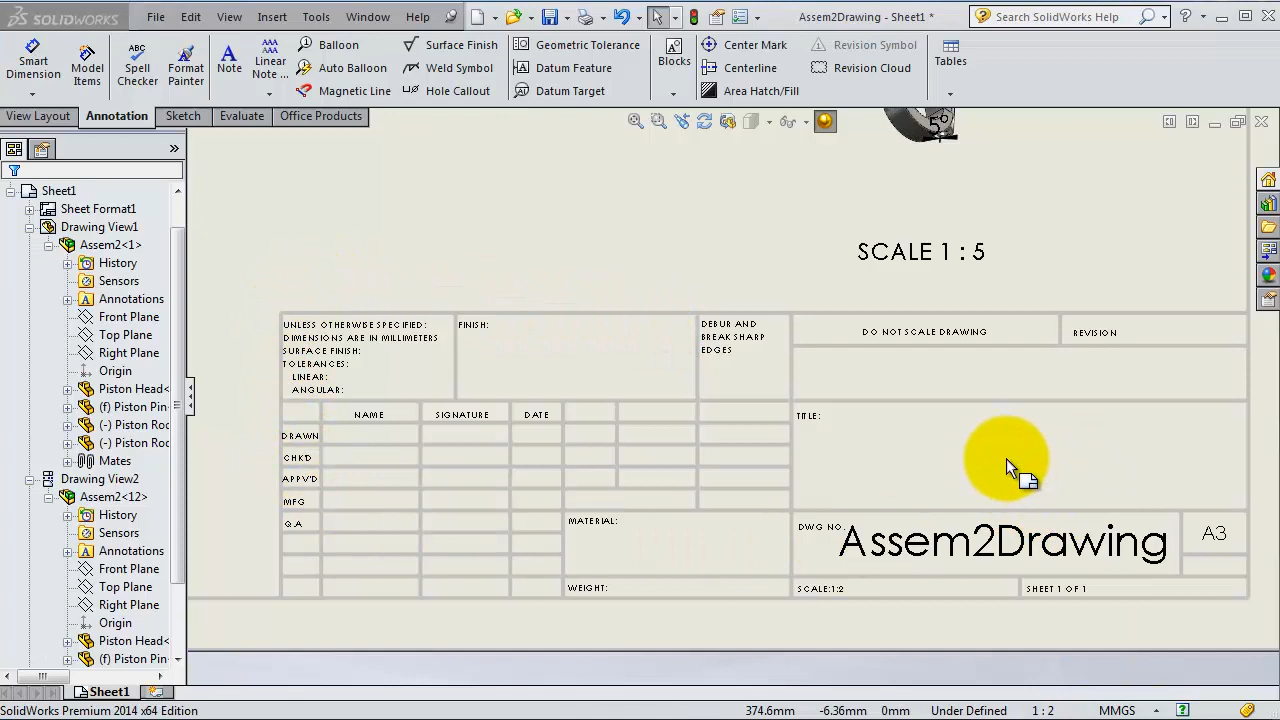 SOLIDWORKS File Edit View Insert Tools Window Help Assem2Drawing - Sheet1 * Search SolidWorks Help
Smart Dimension
Model Items
Spell Checker
Format Painter
Note
Linear Note ...
Balloon
Auto Balloon
Magnetic Line
Surface Finish
Weld Symbol
Hole Callout
Geometric Tolerance
Datum Feature
Datum Target
Blocks
Center Mark
Centerline
Area Hatch/Fill
Revision Symbol
Revision Cloud
Tables
View Layout Annotation Sketch Evaluate Office Products
Sheet1
Sheet Format1
Drawing View1
Assem2<1>
History
Sensors
Annotations
Front Plane
Top Plane
Right Plane
Origin
Piston Head<
(f) Piston Pin
(-) Piston Roc
(-) Piston Roc
Mates
Drawing View2
Assem2<12>
History
Sensors
Annotations
Front Plane
Top Plane
Right Plane
Origin
Piston Head<
(f) Piston Pin
5°
SCALE 1 : 5
UNLESS OTHERWISE SPECIFIED:
DIMENSIONS ARE IN MILLIMETERS
SURFACE FINISH:
TOLERANCES:
LINEAR:
ANGULAR:
FINISH:
DEBUR AND
BREAK SHARP
EDGES
DO NOT SCALE DRAWING
REVISION
NAME SIGNATURE DATE
DRAWN
CHK'D
APPV'D
MFG
Q.A
TITLE:
MATERIAL:
DWG NO.
Assem2Drawing
A3
WEIGHT:
SCALE:1:2
SHEET 1 OF 1
Sheet1
SolidWorks Premium 2014 x64 Edition 374.6mm -6.36mm 0mm Under Defined 1 : 2 MMGS